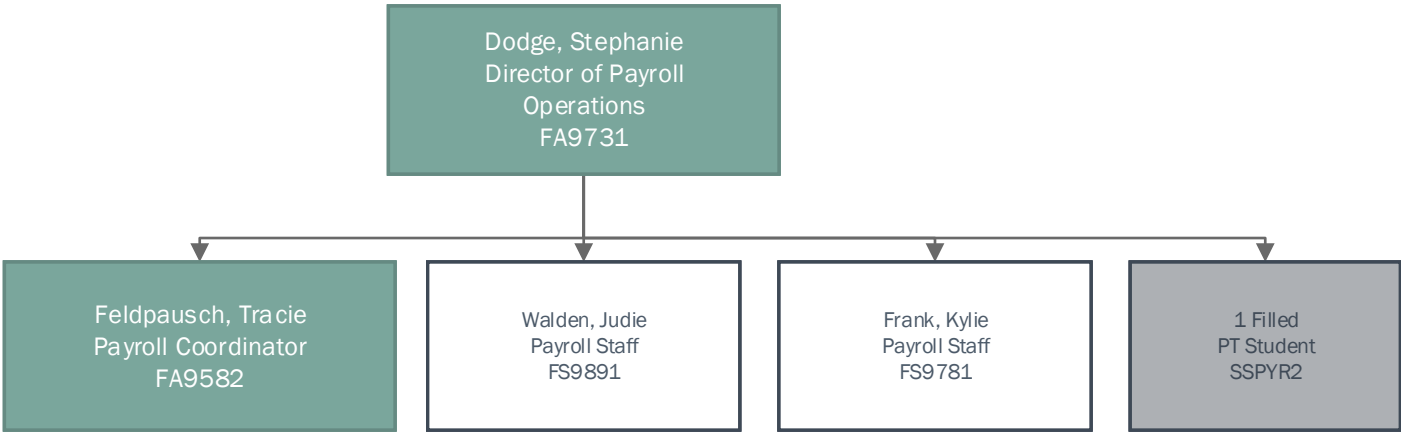 Dodge, Stephanie
Director of Payroll
Operations
FA9731
Feldpausch, Tracie
Payroll Coordinator
FA9582
Walden, Judie
Payroll Staff
FS9891
Frank, Kylie
Payroll Staff
FS9781
1 Filled
PT Student
SSPYR2